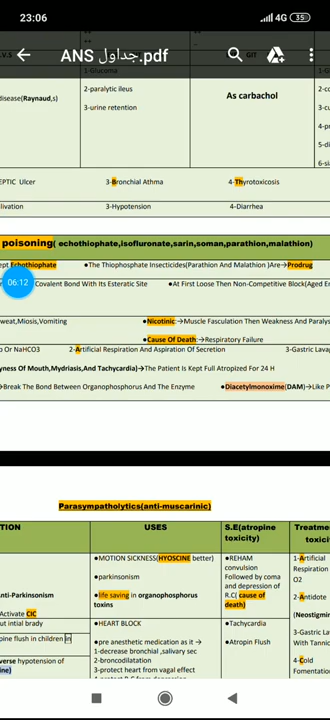 23:06
4G 35
ANS جداول.pdf
GIT
1-Glucoma
disease(Raynaud,s)
2-paralytic ileus
As carbachol
3-urine retention
EPTIC Ulcer 3-Bronchial Athma 4-Thyrotoxicosis
livation 3-Hypotension 4-Diarrhea
poisoning( echothiophate,isofluronate,sarin,soman,parathion,malathion)
ept Echothiophate ●The Thiophosphate Insecticides(Parathion And Malathion )Are→Prodrug
06:12
Covalent Bond With Its Esteratic Site ●At First Loose Then Non-Competitive Block(Aged En
weat,Miosis,Vomiting ●Nicotinic:→Muscle Fasculation Then Weakness And Paralys
●Cause Of Death:→Respiratory Failure
p Or NaHCO3 2-Artificial Respiration And Aspiration Of Secretion 3-Gastric Lavag
yness Of Mouth,Mydriasis,And Tachycardia)→The Patient Is Kept Full Atropized For 24 H
→Break The Bond Between Organophosphorus And The Enzyme ●Diacetylmonoxime(DAM)→Like P
Parasympatholytics(anti-muscarinic)
TION USES S.E(atropine toxicity) Treatme toxici
●MOTION SICKNESS(HYOSCINE better)
●parkinsonism
nti-Parkinsonism
●life saving in organophosphorus toxins
Activate CIC
ut intial brady
●HEART BLOCK
pine flush in children in
●pre anesthetic medication as it →
1-decrease bronchial ,salivary sec
verse hypotension of
2-broncodilatation
ine)
3-protect heart from vagal effect
●REHAM
convulsion
Followed by coma
and depression of
R.C( cause of
death)
●Tachycardia
●Atropin Flush
1-Artificial
Respiration
O2
2-Antidote
(Neostigmin
3-Gastric La
With Tannic
4-Cold
Fomentation